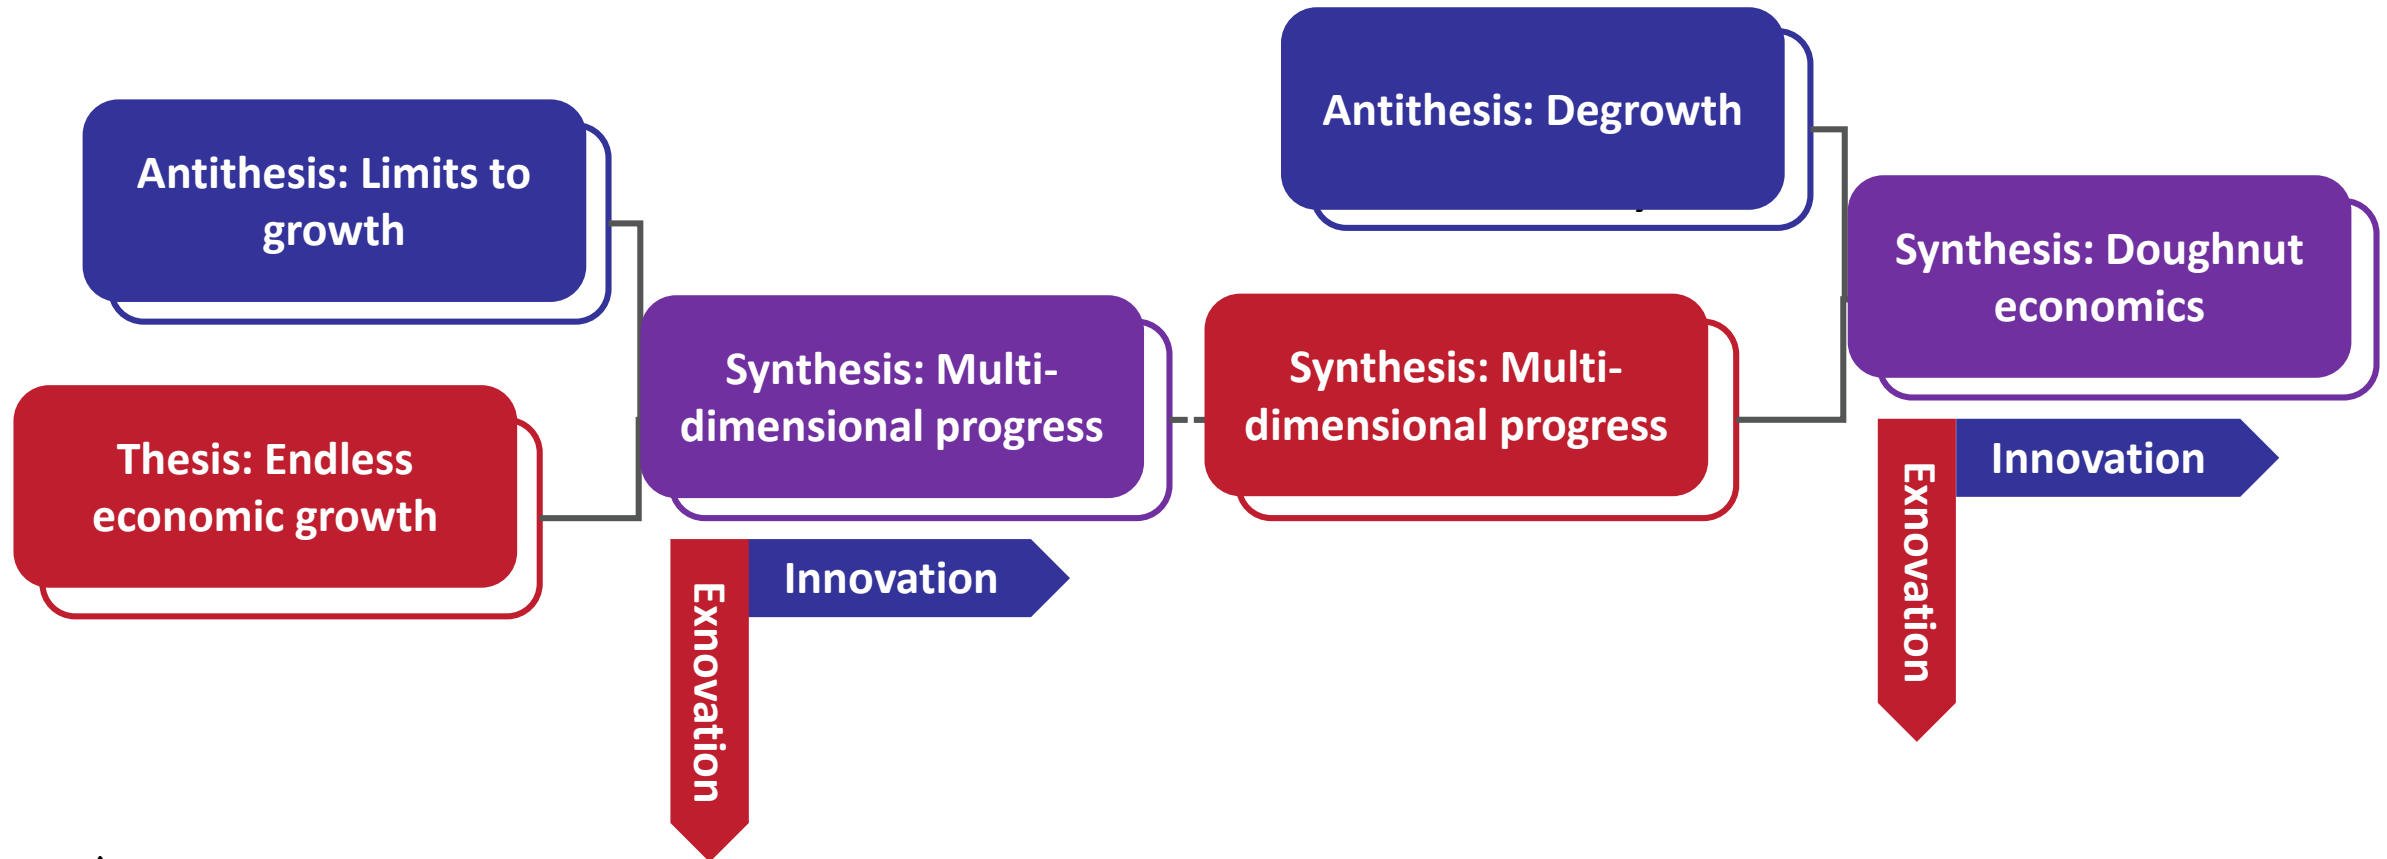 Antithesis: Limits to
growth
Thesis: Endless
economic growth
Synthesis: Multi-
dimensional progress
Exnovation
Innovation
Antithesis: Degrowth
Synthesis: Multi-
dimensional progress
Synthesis: Doughnut
economics
Exnovation
Innovation